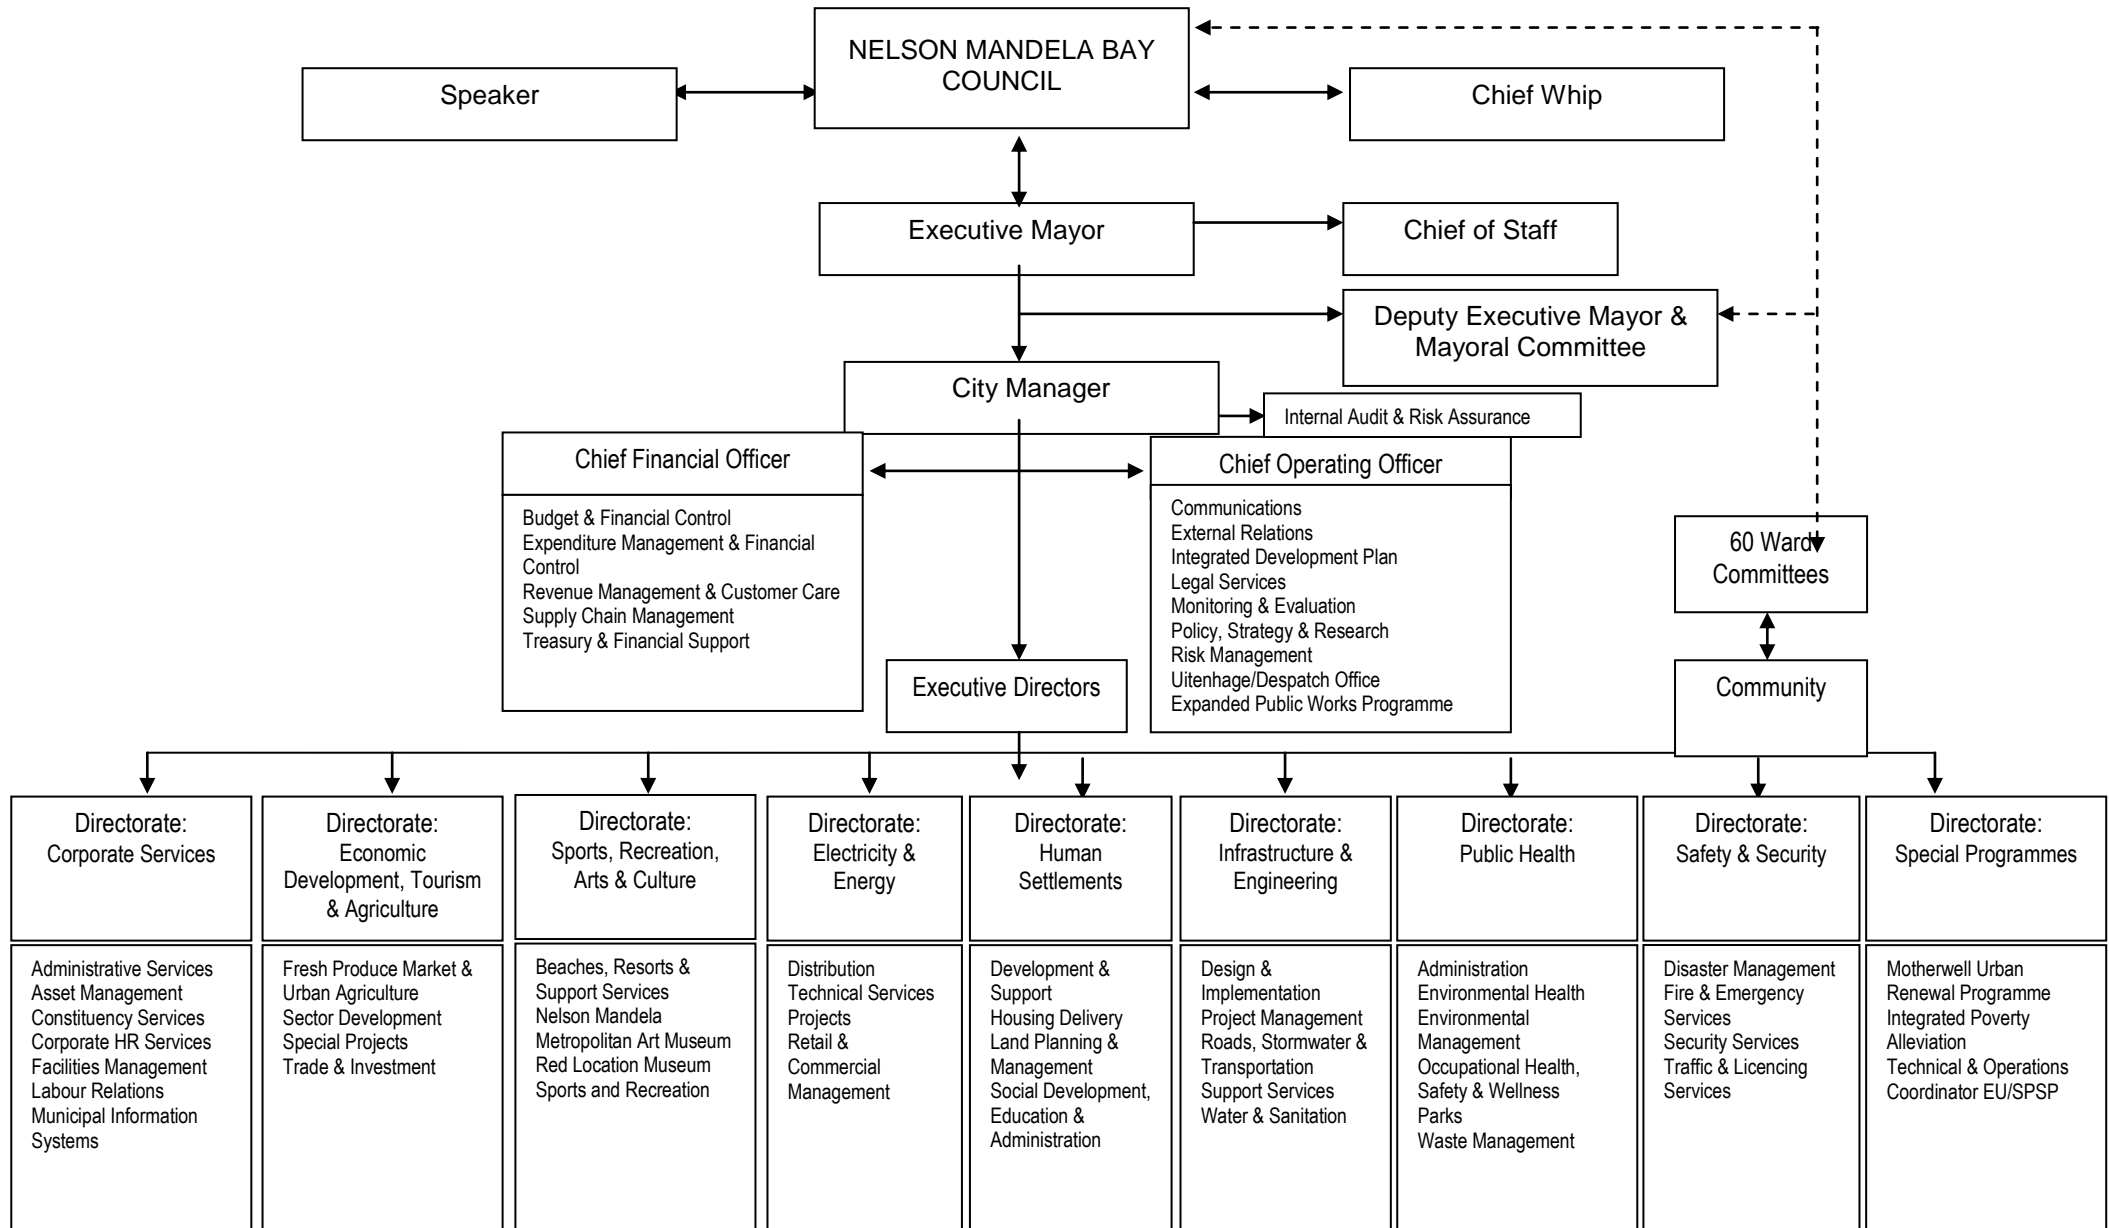 NELSON MANDELA BAY
COUNCIL
Speaker
Chief Whip
Executive Mayor
Chief of Staff
Deputy Executive Mayor &
Mayoral Committee
City Manager
Internal Audit & Risk Assurance
Chief Financial Officer
Budget & Financial Control
Expenditure Management & Financial
Control
Revenue Management & Customer Care
Supply Chain Management
Treasury & Financial Support
Chief Operating Officer
Communications
External Relations
Integrated Development Plan
Legal Services
Monitoring & Evaluation
Policy, Strategy & Research
Risk Management
Uitenhage/Despatch Office
Expanded Public Works Programme
60 Ward
Committees
Executive Directors
Community
Directorate:
Corporate Services
Administrative Services
Asset Management
Constituency Services
Corporate HR Services
Facilities Management
Labour Relations
Municipal Information
Systems
Directorate:
Economic
Development, Tourism
& Agriculture
Fresh Produce Market &
Urban Agriculture
Sector Development
Special Projects
Trade & Investment
Directorate:
Sports, Recreation,
Arts & Culture
Beaches, Resorts &
Support Services
Nelson Mandela
Metropolitan Art Museum
Red Location Museum
Sports and Recreation
Directorate:
Electricity &
Energy
Distribution
Technical Services
Projects
Retail &
Commercial
Management
Directorate:
Human
Settlements
Development &
Support
Housing Delivery
Land Planning &
Management
Social Development,
Education &
Administration
Directorate:
Infrastructure &
Engineering
Design &
Implementation
Project Management
Roads, Stormwater &
Transportation
Support Services
Water & Sanitation
Directorate:
Public Health
Administration
Environmental Health
Environmental
Management
Occupational Health,
Safety & Wellness
Parks
Waste Management
Directorate:
Safety & Security
Disaster Management
Fire & Emergency
Services
Security Services
Traffic & Licencing
Services
Directorate:
Special Programmes
Motherwell Urban
Renewal Programme
Integrated Poverty
Alleviation
Technical & Operations
Coordinator EU/SPSP